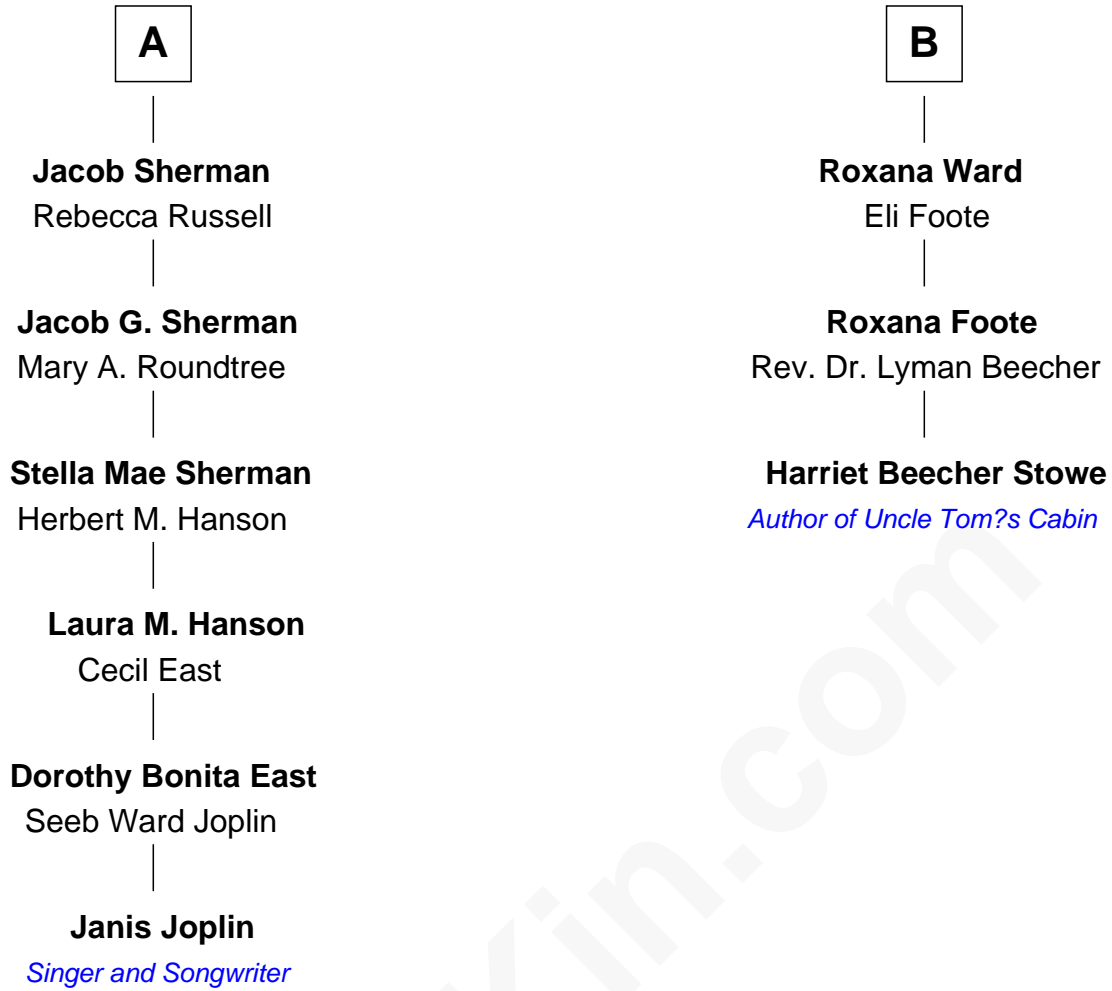 A
Jacob Sherman
Rebecca Russell
Jacob G. Sherman
Mary A. Roundtree
Stella Mae Sherman
Herbert M. Hanson
Laura M. Hanson
Cecil East
Dorothy Bonita East
Seeb Ward Joplin
Janis Joplin
Singer and Songwriter
B
Roxana Ward
Eli Foote
Roxana Foote
Rev. Dr. Lyman Beecher
Harriet Beecher Stowe
Author of Uncle Tom?s Cabin
Kin.com